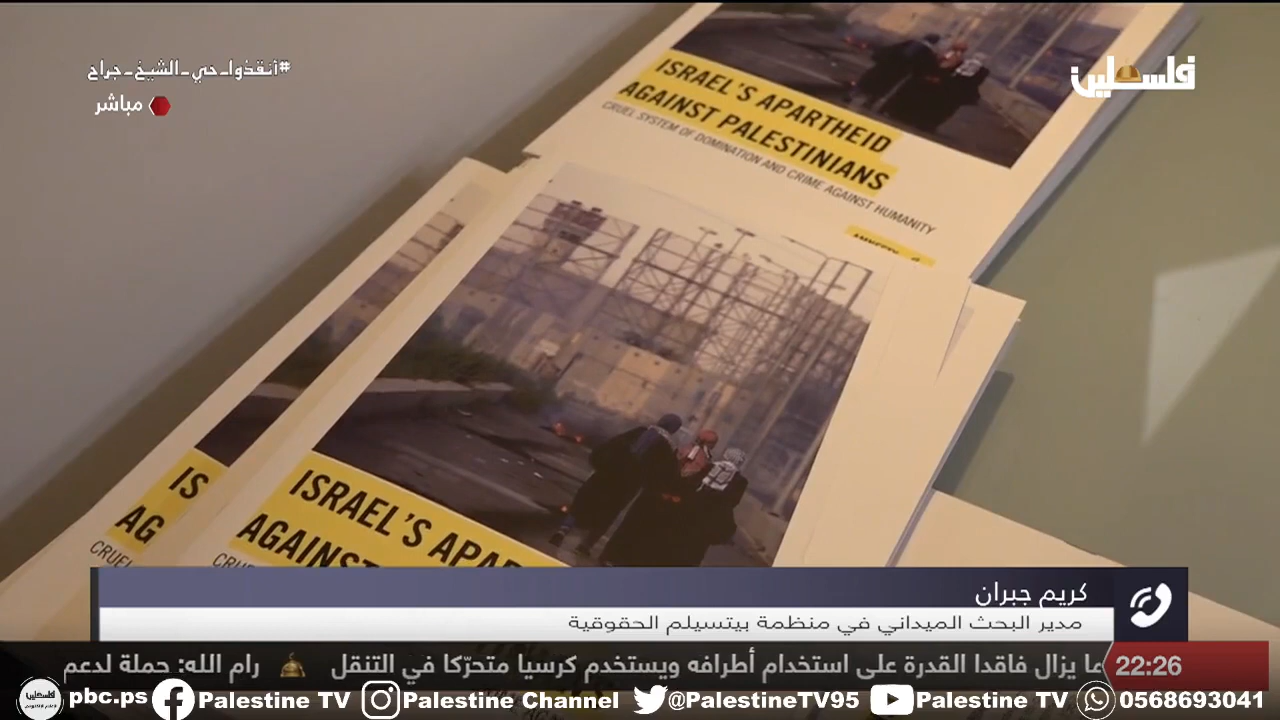 #أنقذوا_حي_الشيخ_جراح
مباشر
فلسطين
ISRAEL'S APARTHEID
AGAINST PALESTINIANS
CRUEL SYSTEM OF DOMINATION AND CRIME AGAINST HUMANITY
IS
AG
CRUEL
ISRAEL'S APAR
AGAINST
CRU
كريم جبران
مدير البحث الميداني في منظمة بيتسيلم الحقوقية
22:26
ما يزال فاقدا القدرة على استخدام أطرافه ويستخدم كرسيا متحرّكا في التنقل
رام الله: حملة لدعم
pbc.ps Palestine TV Palestine Channel @PalestineTV95 Palestine TV 0568693041